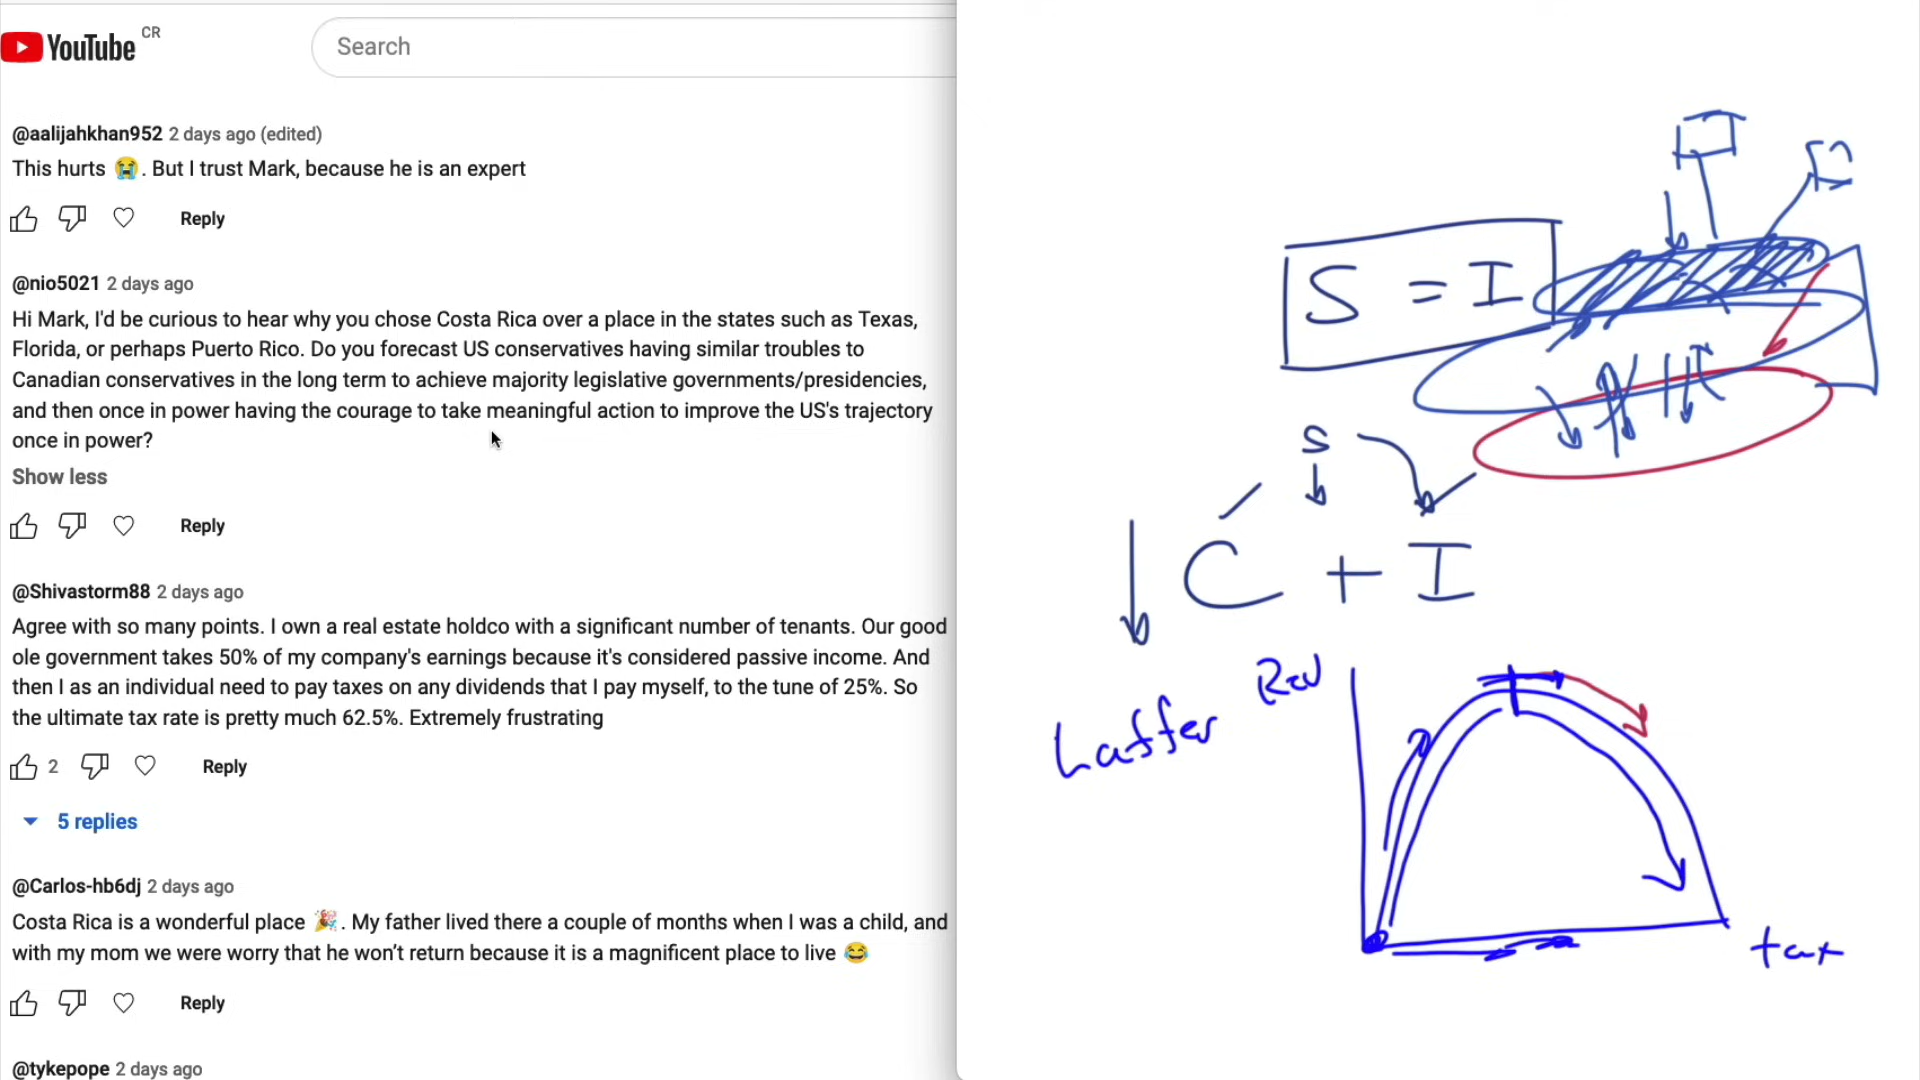 YouTube CR
Search
@aalijahkhan952 2 days ago (edited)
This hurts 😭. But I trust Mark, because he is an expert
Reply
@nio5021 2 days ago
Hi Mark, I'd be curious to hear why you chose Costa Rica over a place in the states such as Texas,
Florida, or perhaps Puerto Rico. Do you forecast US conservatives having similar troubles to
Canadian conservatives in the long term to achieve majority legislative governments/presidencies,
and then once in power having the courage to take meaningful action to improve the US's trajectory
once in power?
Show less
Reply
@Shivastorm88 2 days ago
Agree with so many points. I own a real estate holdco with a significant number of tenants. Our good
ole government takes 50% of my company's earnings because it's considered passive income. And
then I as an individual need to pay taxes on any dividends that I pay myself, to the tune of 25%. So
the ultimate tax rate is pretty much 62.5%. Extremely frustrating
2 Reply
5 replies
@Carlos-hb6dj 2 days ago
Costa Rica is a wonderful place 🎉. My father lived there a couple of months when I was a child, and
with my mom we were worry that he won't return because it is a magnificent place to live 😂
Reply
@tykepope 2 days ago
S = I
S
C + I
Rev
Laffer
tax